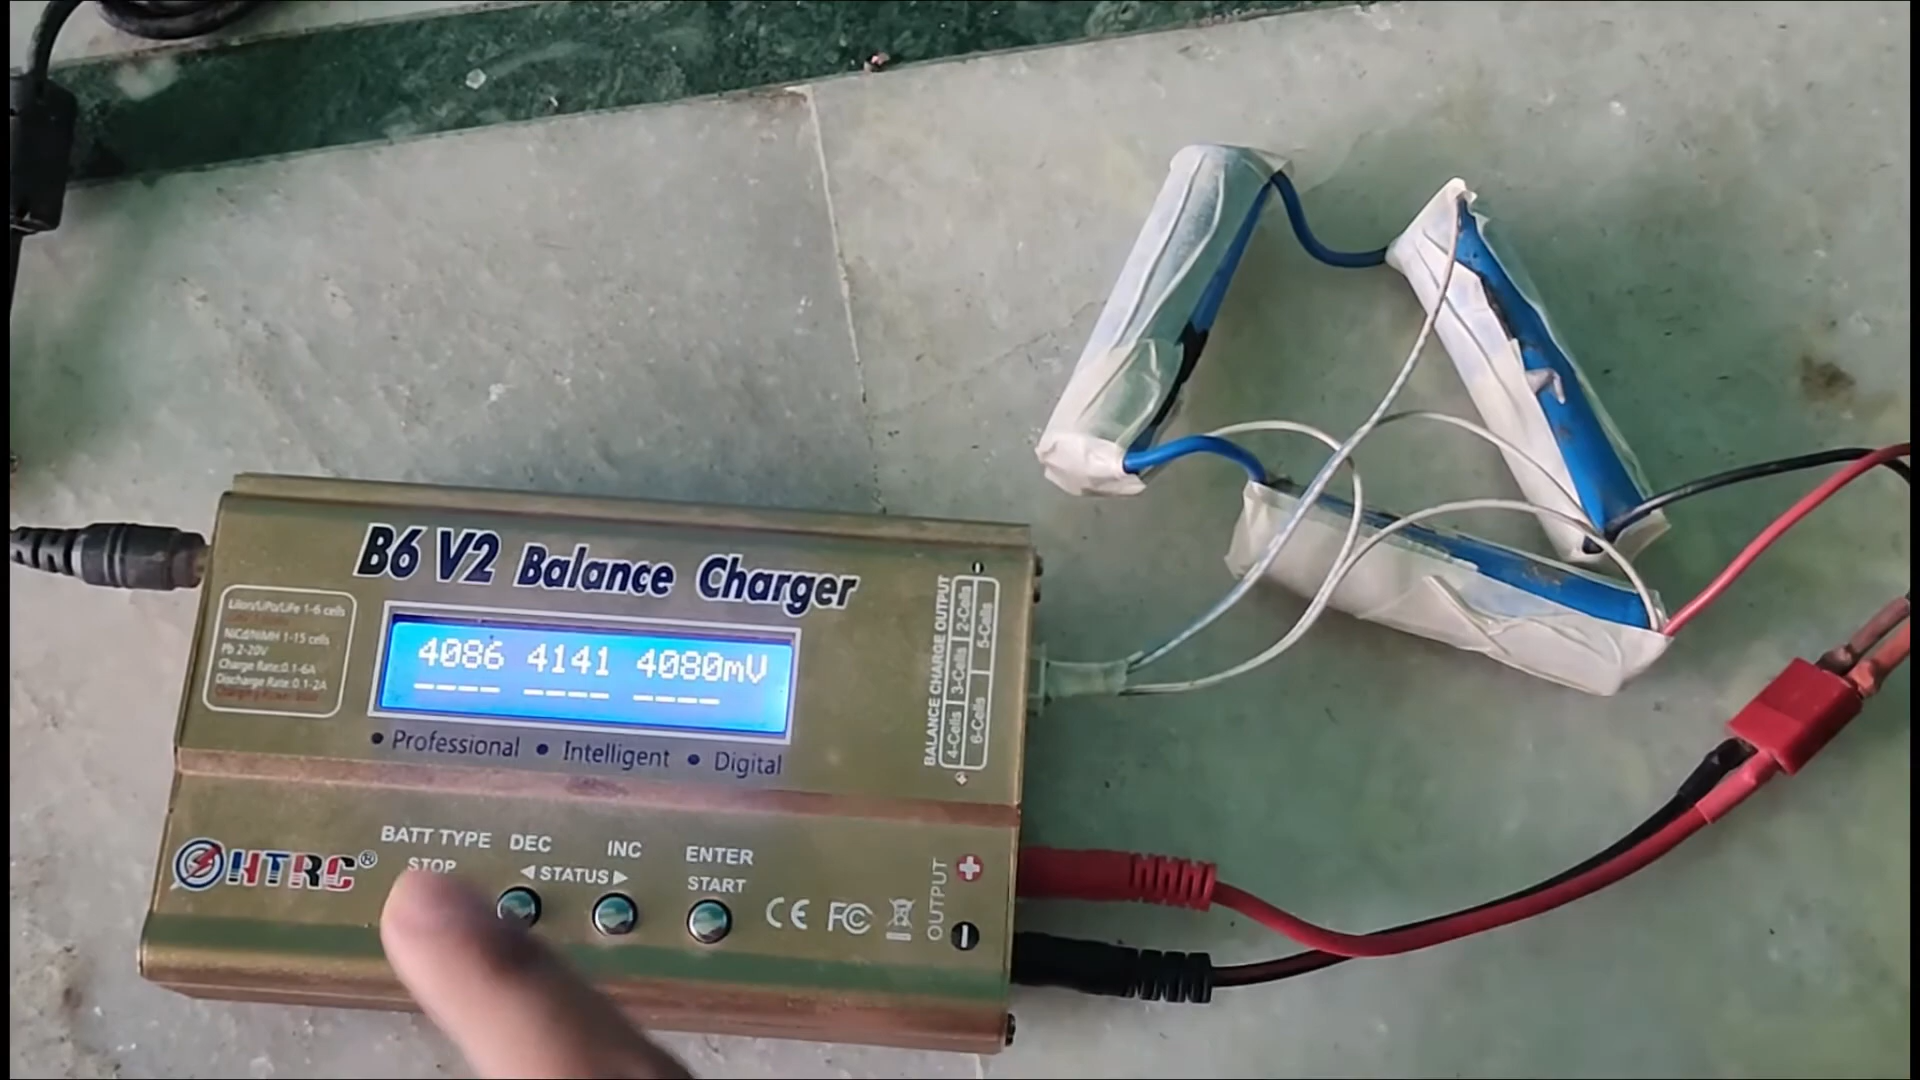 B6 V2 Balance Charger
LiIon/LiPo/LiFe 1-6 cells
NiCd/NiMH 1-15 cells
Pb 2-20V
Charge Rate:0.1-6A
Discharge Rate:0.1-2A
4086 4141 4080mV
---- ---- ----
• Professional • Intelligent • Digital
BALANCE CHARGE OUTPUT
2-Cells
3-Cells
4-Cells
5-Cells
6-Cells
HTRC®
BATT TYPE
STOP
DEC
INC
◀ STATUS ▶
ENTER
START
CE FC
OUTPUT
+
-